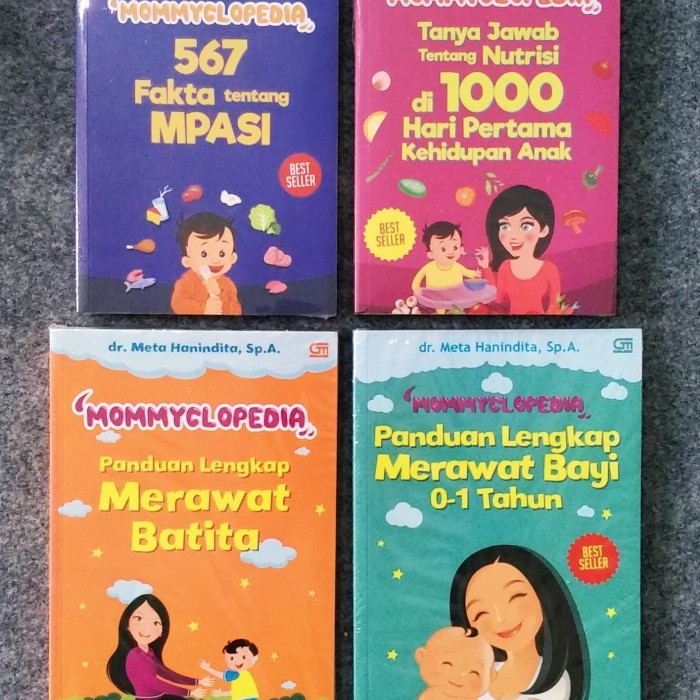 MOMMYCLOPEDIA
567
Fakta tentang
MPASI
BEST
SELLER
MOMMYCLOPEDIA
Tanya Jawab
Tentang Nutrisi
di 1000
Hari Pertama
Kehidupan Anak
BEST
SELLER
dr. Meta Hanindita, Sp.A.
GM
MOMMYCLOPEDIA
Panduan Lengkap
Merawat
Batita
dr. Meta Hanindita, Sp.A.
GM
MOMMYCLOPEDIA
Panduan Lengkap
Merawat Bayi
0-1 Tahun
BEST
SELLER